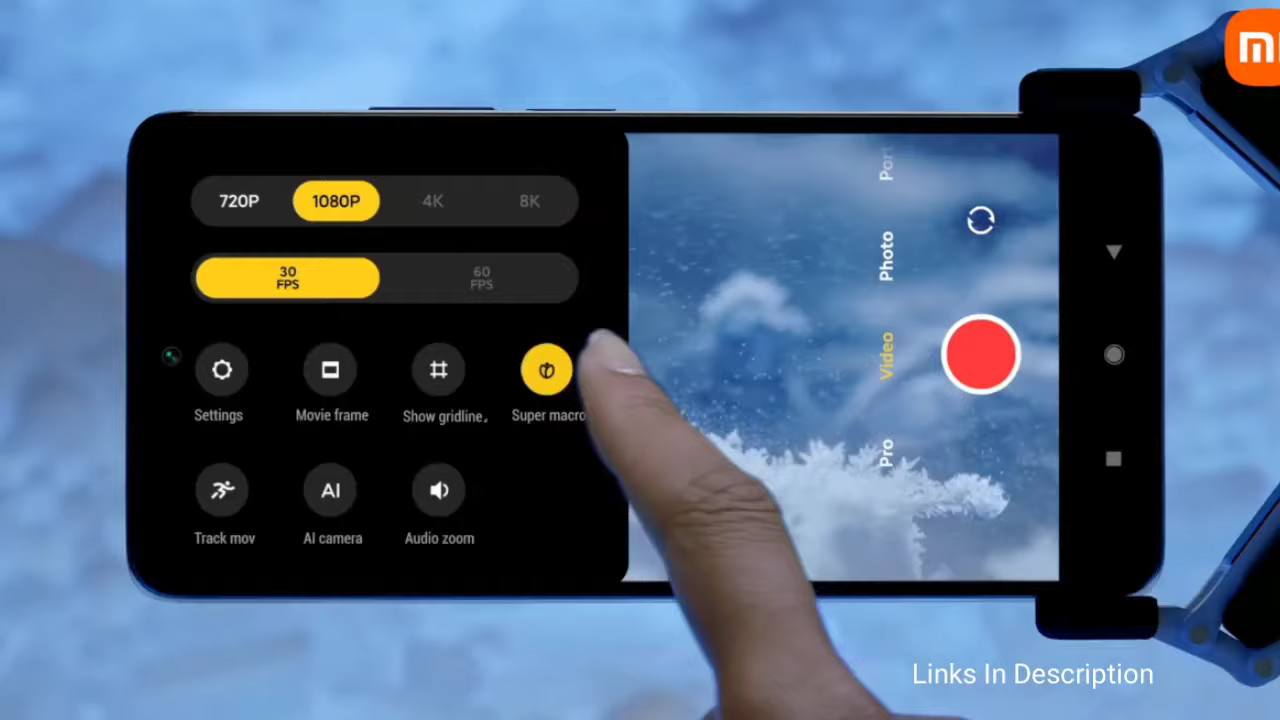 720P
1080P
4K
8K
30
FPS
60
FPS
Settings
Movie frame
Show gridline
Super macro
Track mov
AI
AI camera
Audio zoom
Port
Photo
Video
Pro
Links In Description